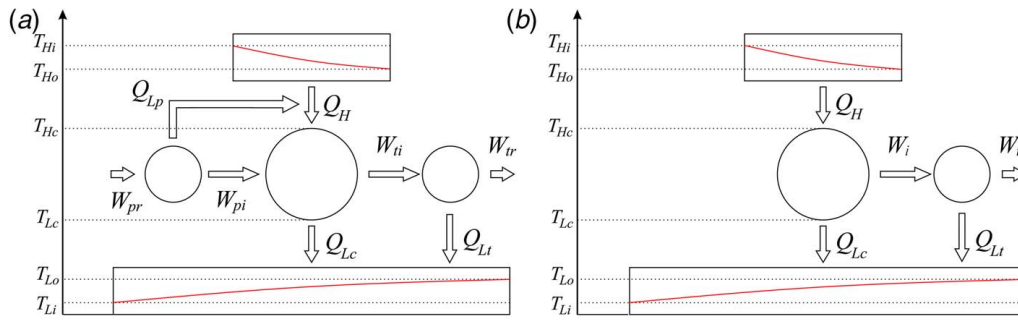 (a)
T_Hi
T_Ho
Q_Lp
Q_H
T_Hc
W_ti
W_tr
W_pr
W_pi
T_Lc
Q_Lc
Q_Lt
T_Lo
T_Li
(b)
T_Hi
T_Ho
Q_H
T_Hc
W_i
T_Lc
Q_Lc
Q_Lt
T_Lo
T_Li